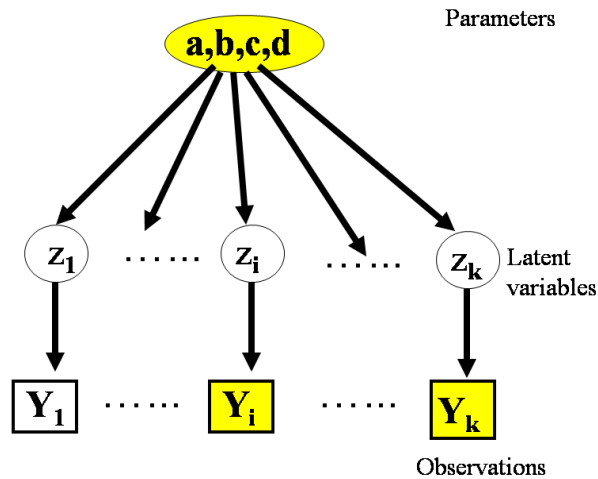 Parameters
a,b,c,d
z1 ...... zi ...... zk
Latent
variables
Y1 ...... Yi ...... Yk
Observations